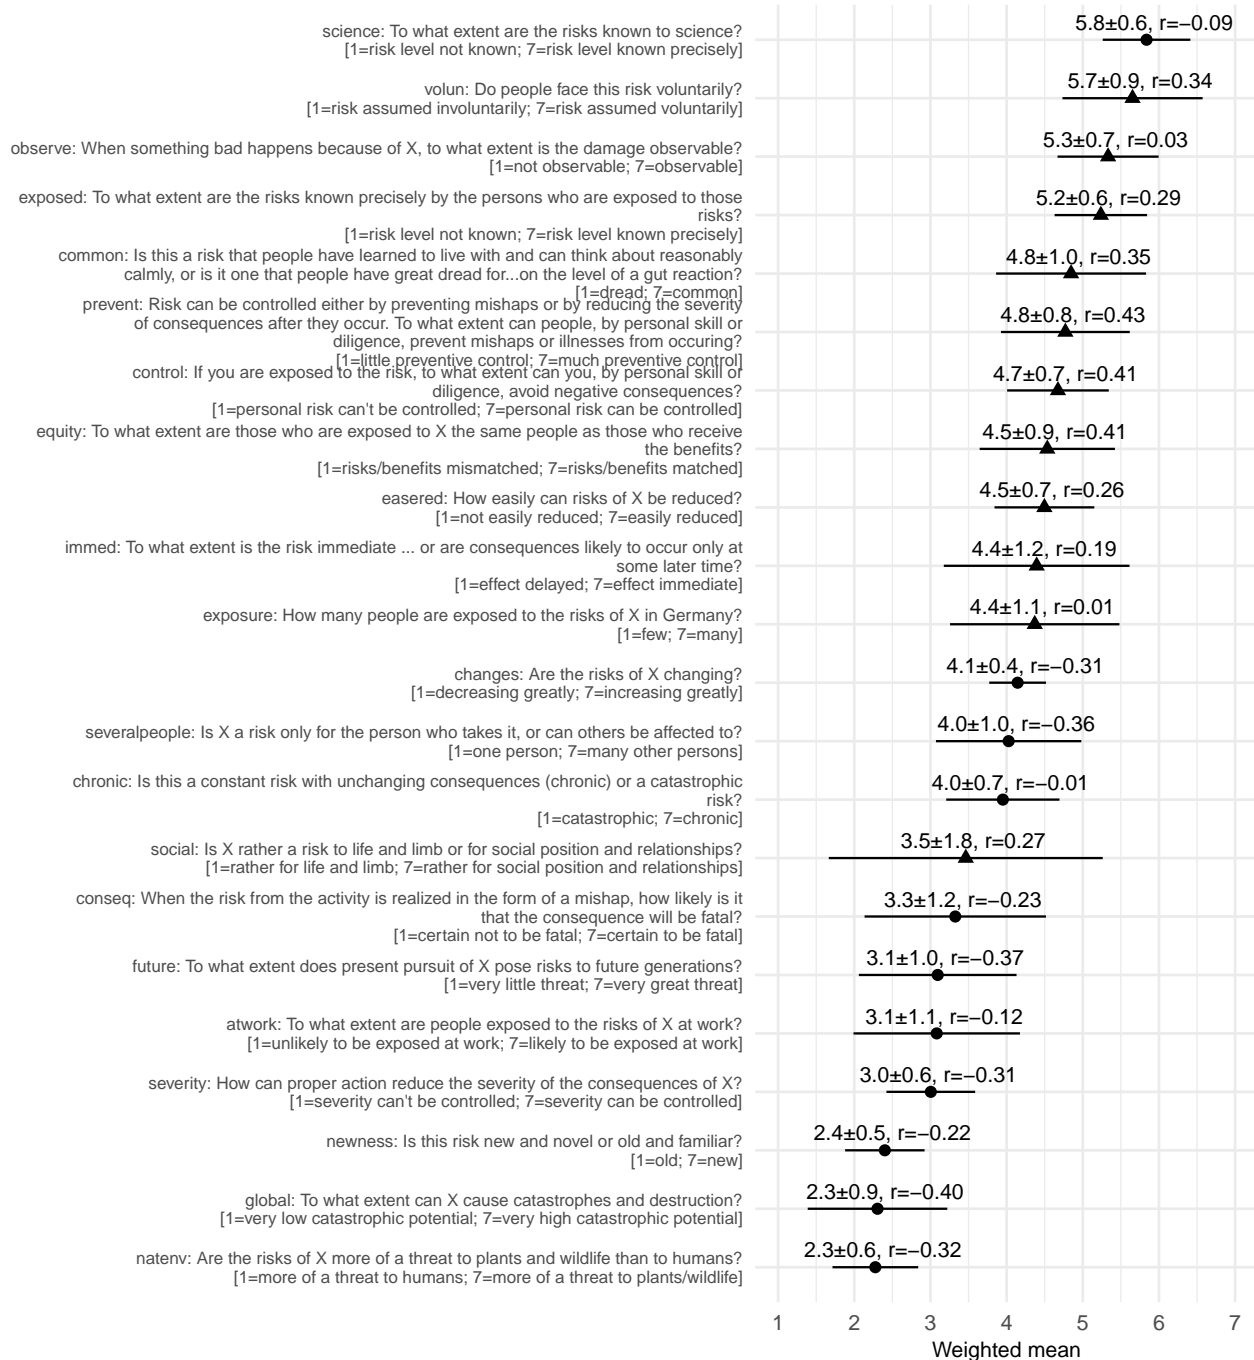 science: To what extent are the risks known to science?
[1=risk level not known; 7=risk level known precisely]
5.8±0.6, r=−0.09
volun: Do people face this risk voluntarily?
[1=risk assumed involuntarily; 7=risk assumed voluntarily]
5.7±0.9, r=0.34
observe: When something bad happens because of X, to what extent is the damage observable?
[1=not observable; 7=observable]
5.3±0.7, r=0.03
exposed: To what extent are the risks known precisely by the persons who are exposed to those
risks?
[1=risk level not known; 7=risk level known precisely]
5.2±0.6, r=0.29
common: Is this a risk that people have learned to live with and can think about reasonably
calmly, or is it one that people have great dread for...on the level of a gut reaction?
[1=dread; 7=common]
4.8±1.0, r=0.35
prevent: Risk can be controlled either by preventing mishaps or by reducing the severity
of consequences after they occur. To what extent can people, by personal skill or
diligence, prevent mishaps or illnesses from occuring?
[1=little preventive control; 7=much preventive control]
4.8±0.8, r=0.43
control: If you are exposed to the risk, to what extent can you, by personal skill or
diligence, avoid negative consequences?
[1=personal risk can't be controlled; 7=personal risk can be controlled]
4.7±0.7, r=0.41
equity: To what extent are those who are exposed to X the same people as those who receive
the benefits?
[1=risks/benefits mismatched; 7=risks/benefits matched]
4.5±0.9, r=0.41
easered: How easily can risks of X be reduced?
[1=not easily reduced; 7=easily reduced]
4.5±0.7, r=0.26
immed: To what extent is the risk immediate ... or are consequences likely to occur only at
some later time?
[1=effect delayed; 7=effect immediate]
4.4±1.2, r=0.19
exposure: How many people are exposed to the risks of X in Germany?
[1=few; 7=many]
4.4±1.1, r=0.01
changes: Are the risks of X changing?
[1=decreasing greatly; 7=increasing greatly]
4.1±0.4, r=−0.31
severalpeople: Is X a risk only for the person who takes it, or can others be affected to?
[1=one person; 7=many other persons]
4.0±1.0, r=−0.36
chronic: Is this a constant risk with unchanging consequences (chronic) or a catastrophic
risk?
[1=catastrophic; 7=chronic]
4.0±0.7, r=−0.01
social: Is X rather a risk to life and limb or for social position and relationships?
[1=rather for life and limb; 7=rather for social position and relationships]
3.5±1.8, r=0.27
conseq: When the risk from the activity is realized in the form of a mishap, how likely is it
that the consequence will be fatal?
[1=certain not to be fatal; 7=certain to be fatal]
3.3±1.2, r=−0.23
future: To what extent does present pursuit of X pose risks to future generations?
[1=very little threat; 7=very great threat]
3.1±1.0, r=−0.37
atwork: To what extent are people exposed to the risks of X at work?
[1=unlikely to be exposed at work; 7=likely to be exposed at work]
3.1±1.1, r=−0.12
severity: How can proper action reduce the severity of the consequences of X?
[1=severity can't be controlled; 7=severity can be controlled]
3.0±0.6, r=−0.31
newness: Is this risk new and novel or old and familiar?
[1=old; 7=new]
2.4±0.5, r=−0.22
global: To what extent can X cause catastrophes and destruction?
[1=very low catastrophic potential; 7=very high catastrophic potential]
2.3±0.9, r=−0.40
natenv: Are the risks of X more of a threat to plants and wildlife than to humans?
[1=more of a threat to humans; 7=more of a threat to plants/wildlife]
2.3±0.6, r=−0.32
1 2 3 4 5 6 7
Weighted mean